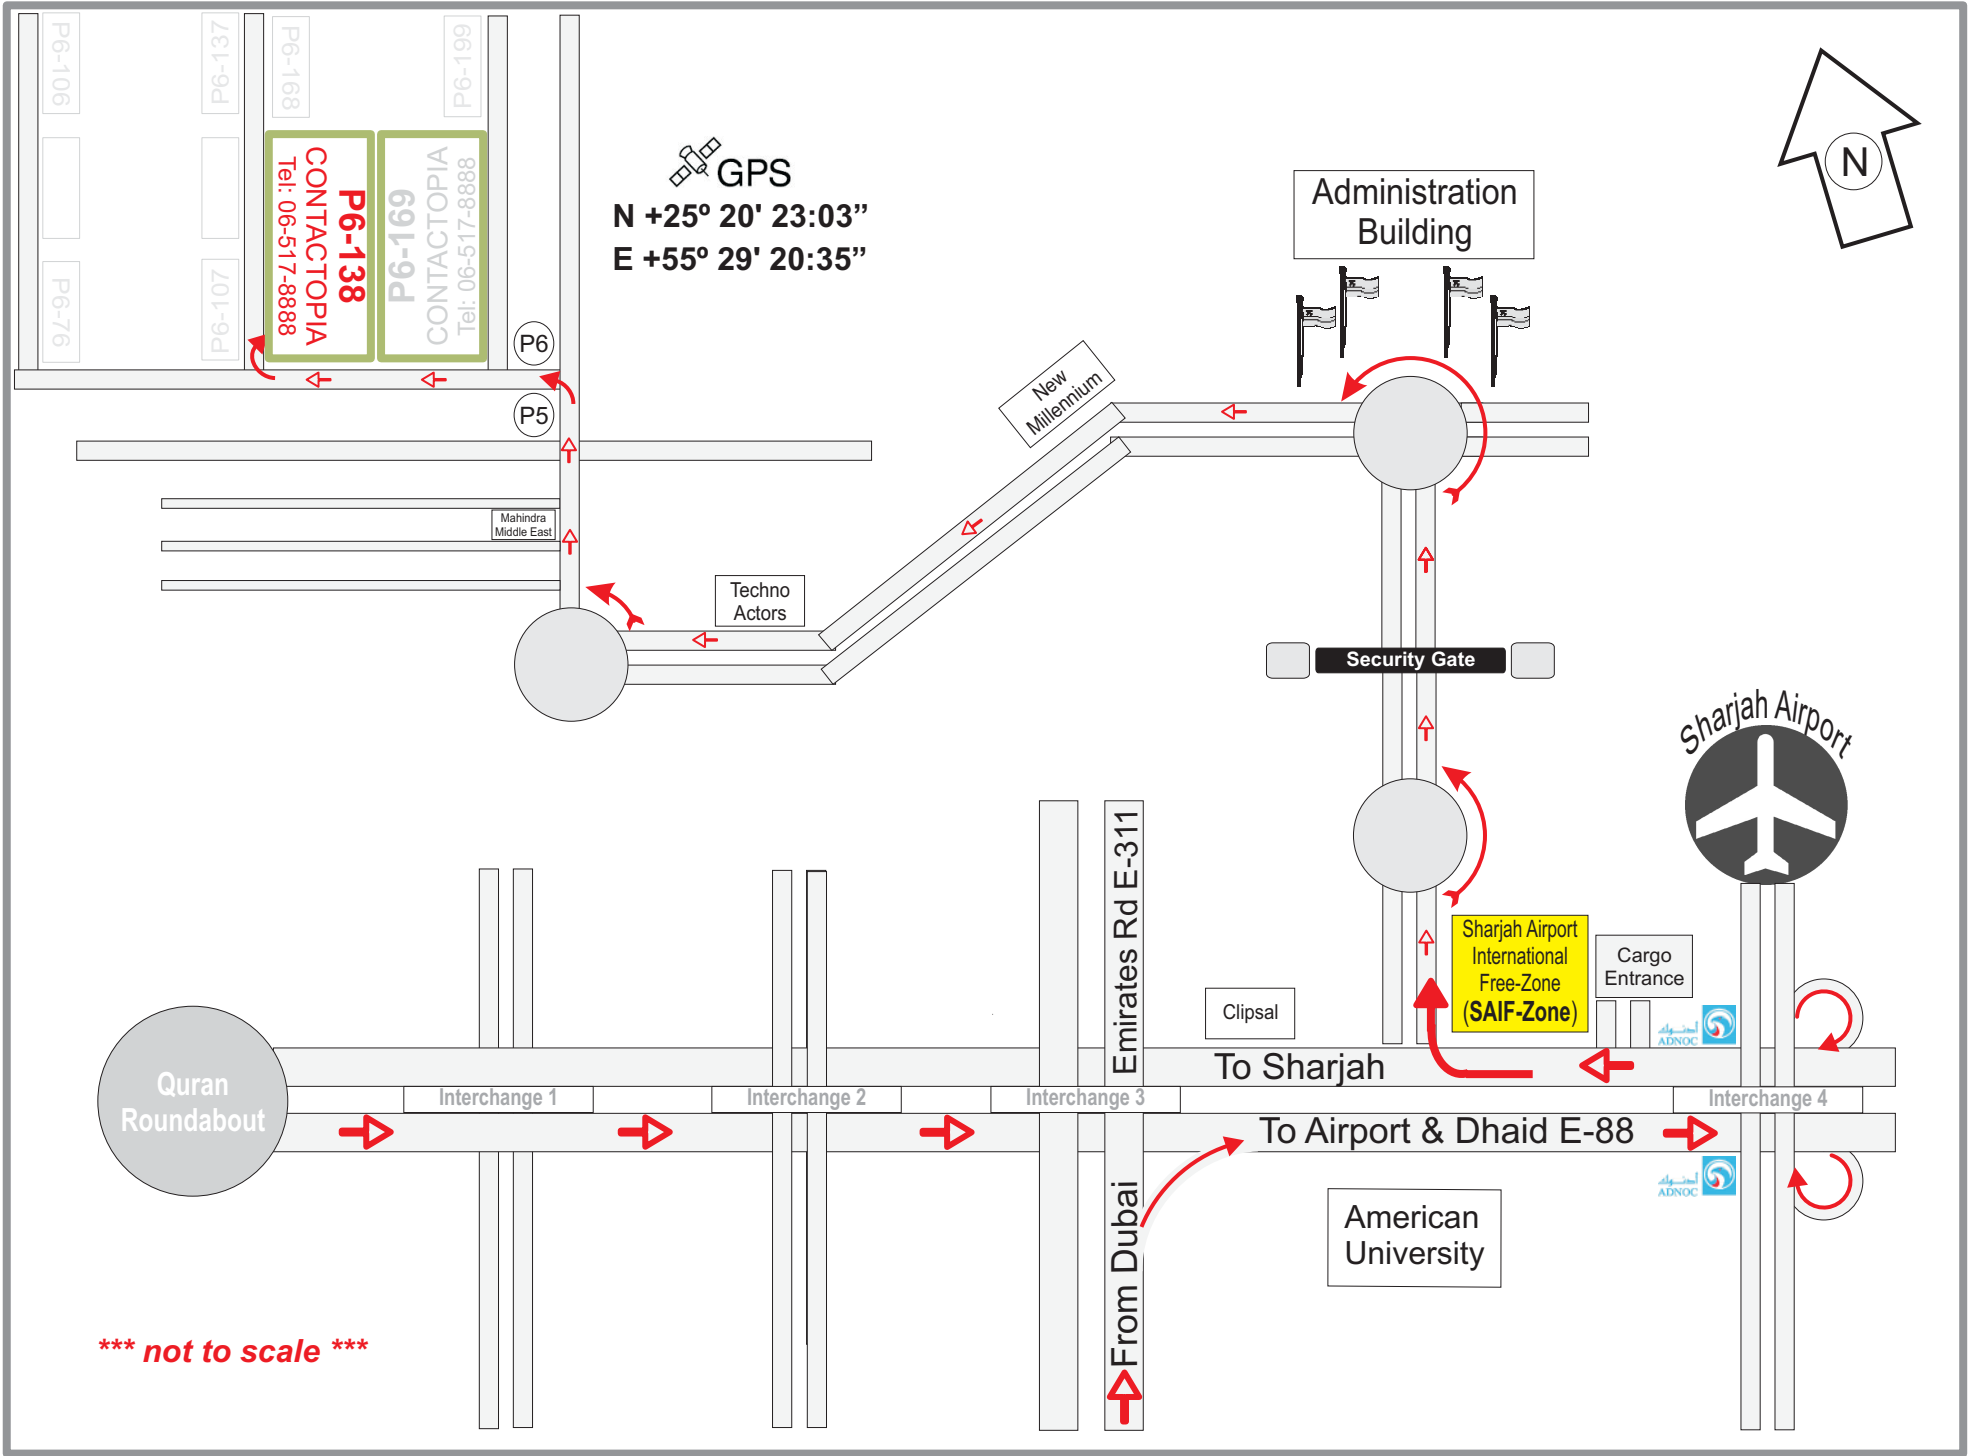 P6-106
P6-137
P6-168
P6-199
P6-76
P6-107
P6-138
CONTACTOPIA
Tel: 06-517-8888
P6-169
CONTACTOPIA
Tel: 06-517-8888
GPS
N +25º 20' 23:03”
E +55º 29' 20:35”
Administration
Building
N
P6
P5
New
Millennium
Mahindra
Middle East
Techno
Actors
Security Gate
Sharjah Airport
Emirates Rd E-311
Sharjah Airport
International
Free-Zone
(SAIF-Zone)
Cargo
Entrance
Clipsal
أدنوك
ADNOC
To Sharjah
Quran
Roundabout
Interchange 1
Interchange 2
Interchange 3
Interchange 4
To Airport & Dhaid E-88
أدنوك
ADNOC
From Dubai
American
University
*** not to scale ***